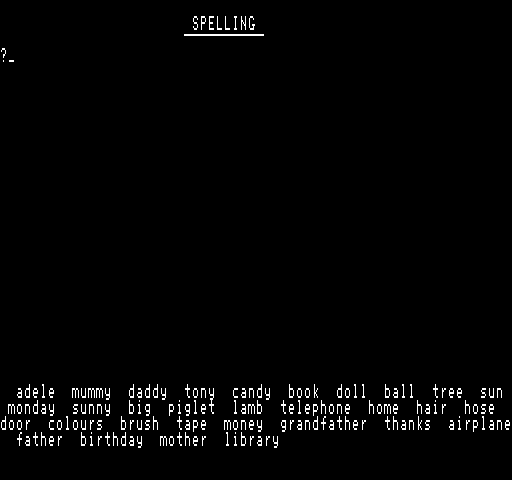 SPELLING
?_
adele mummy daddy tony candy book doll ball tree sun
monday sunny big piglet lamb telephone home hair hose
door colours brush tape money grandfather thanks airplane
father birthday mother library